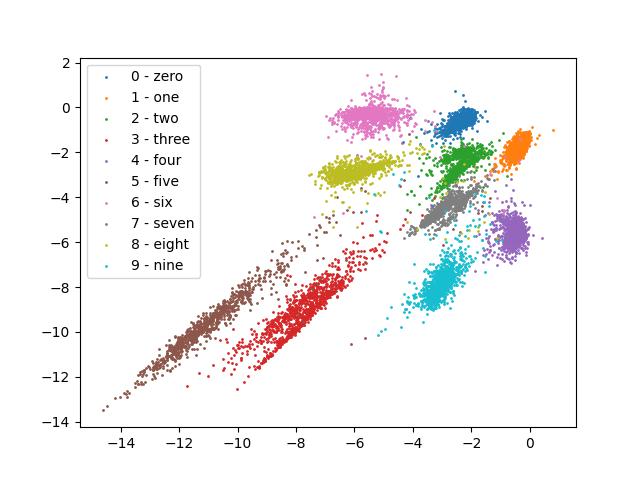 2
0
−2
−4
−6
−8
−10
−12
−14
0 - zero
1 - one
2 - two
3 - three
4 - four
5 - five
6 - six
7 - seven
8 - eight
9 - nine
−14 −12 −10 −8 −6 −4 −2 0